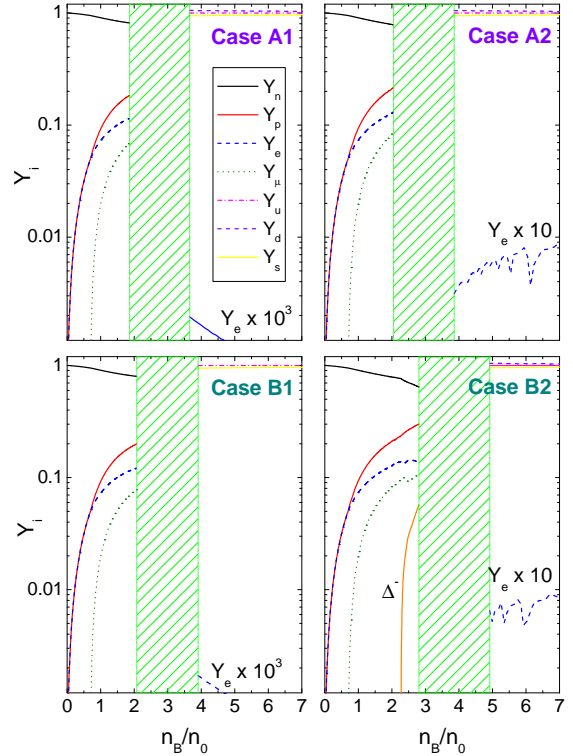 1
0.1
0.01
Y_i
Case A1
Y_n
Y_p
Y_e
Y_μ
Y_u
Y_d
Y_s
Y_e x 10^3
Case A2
Y_e x 10
1
0.1
0.01
Y_i
Case B1
Y_e x 10^3
0 1 2 3 4 5 6 7
n_B/n_0
Case B2
Δ^-
Y_e x 10
0 1 2 3 4 5 6 7
n_B/n_0